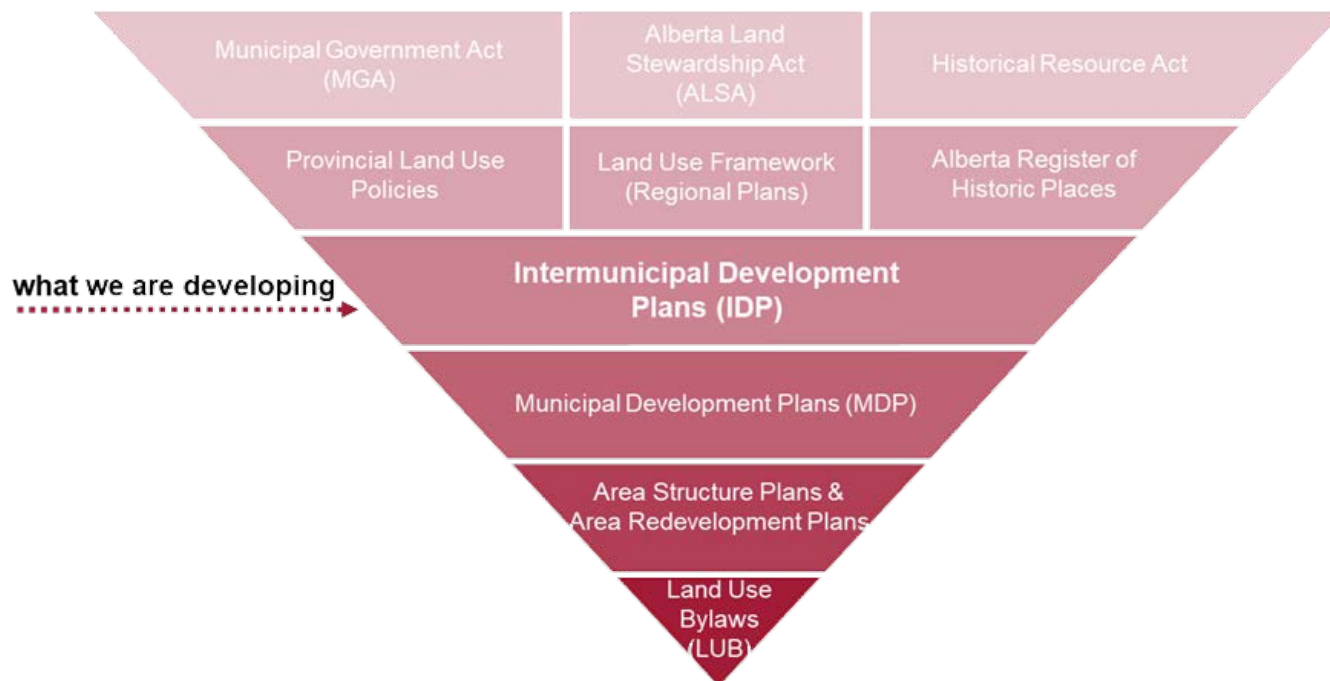 Municipal Government Act
(MGA)
Alberta Land
Stewardship Act
(ALSA)
Historical Resource Act
Provincial Land Use
Policies
Land Use Framework
(Regional Plans)
Alberta Register of
Historic Places
what we are developing
Intermunicipal Development
Plans (IDP)
Municipal Development Plans (MDP)
Area Structure Plans &
Area Redevelopment Plans
Land Use
Bylaws
(LUB)